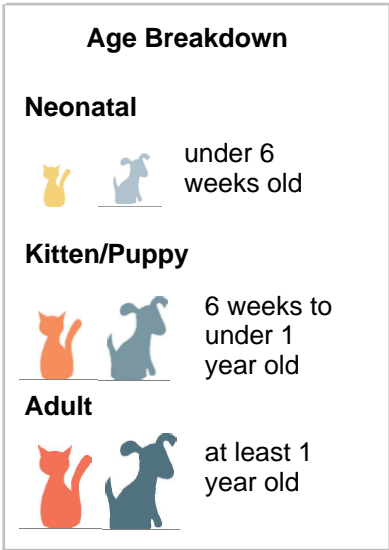 Age Breakdown
Neonatal
under 6
weeks old
Kitten/Puppy
6 weeks to
under 1
year old
Adult
at least 1
year old